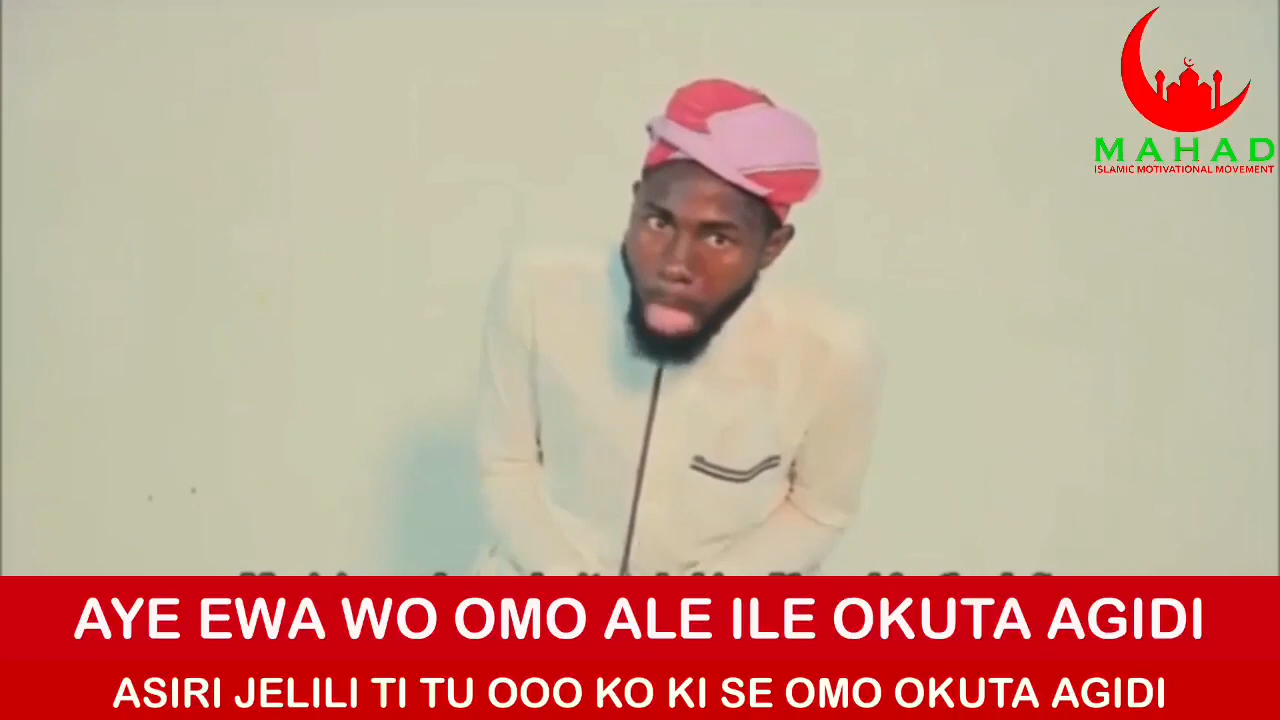 MAHAD
ISLAMIC MOTIVATIONAL MOVEMENT
AYE EWA WO OMO ALE ILE OKUTA AGIDI
ASIRI JELILI TI TU OOO KO KI SE OMO OKUTA AGIDI